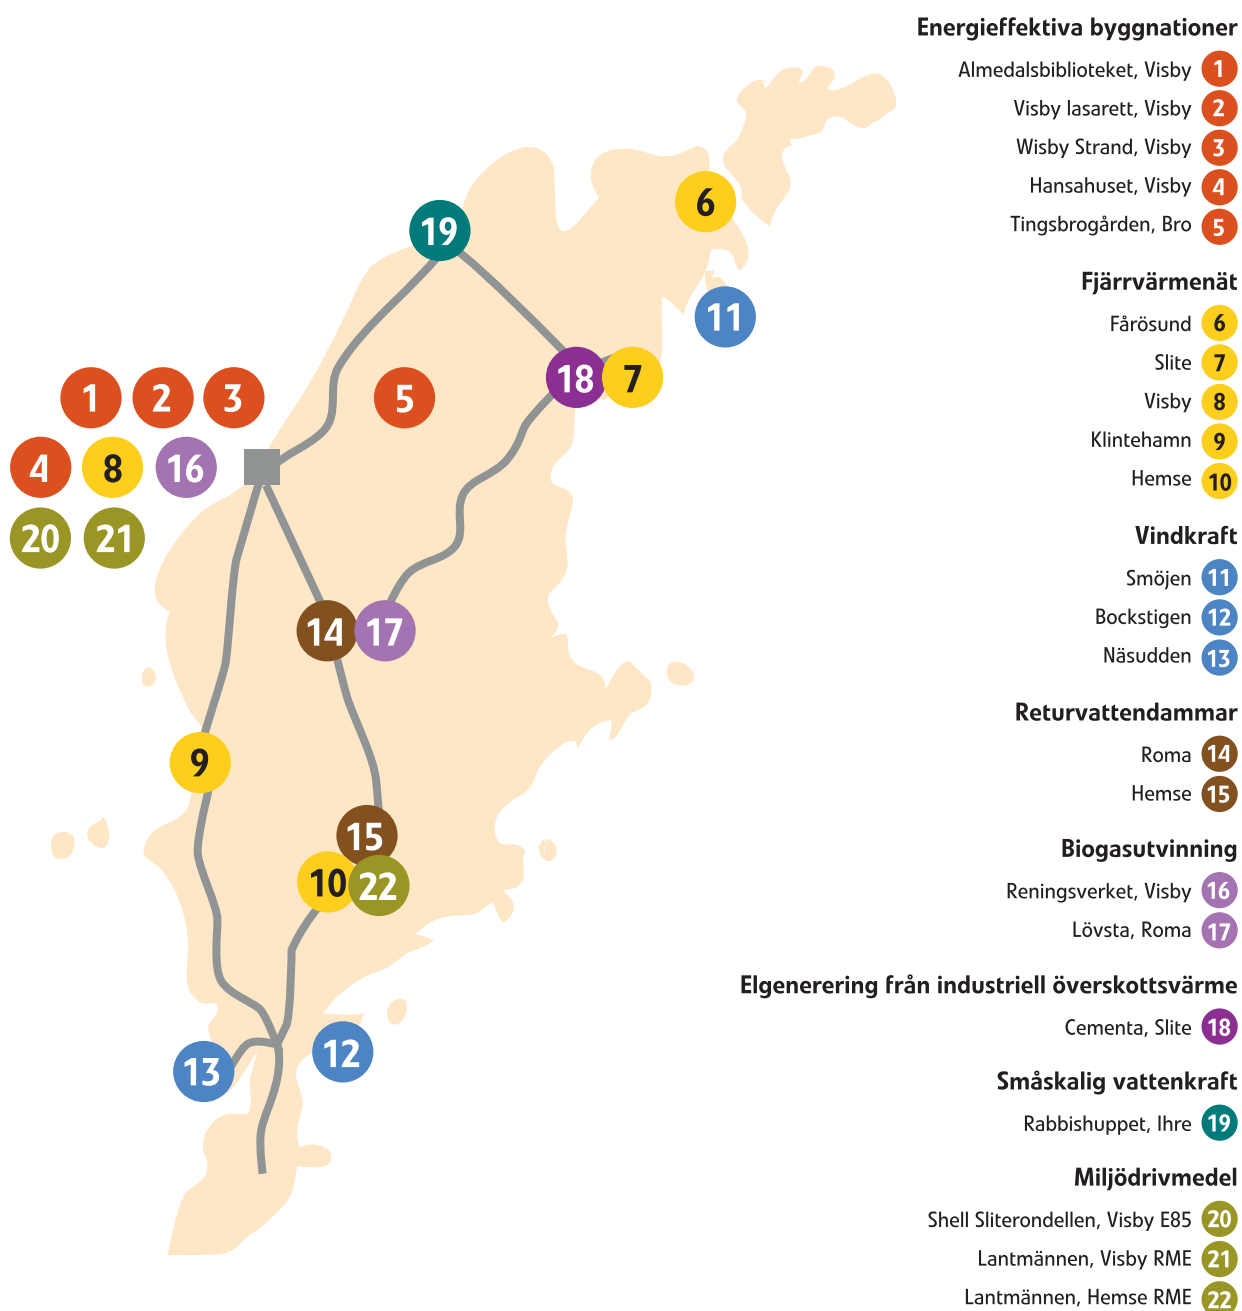 Energieffektiva byggnationer
Almedalsbiblioteket, Visby 1
Visby lasarett, Visby 2
Wisby Strand, Visby 3
Hansahuset, Visby 4
Tingsbrogården, Bro 5
Fjärrvärmenät
Fårösund 6
Slite 7
Visby 8
Klintehamn 9
Hemse 10
Vindkraft
Smöjen 11
Bockstigen 12
Näsudden 13
Returvattendammar
Roma 14
Hemse 15
Biogasutvinning
Reningsverket, Visby 16
Lövsta, Roma 17
Elgenerering från industriell överskottsvärme
Cementa, Slite 18
Småskalig vattenkraft
Rabbishuppet, Ihre 19
Miljödrivmedel
Shell Sliterondellen, Visby E85 20
Lantmännen, Visby RME 21
Lantmännen, Hemse RME 22
6
19
11
18 7
1 2 3
5
4 8 16
20 21
14 17
9
15
10 22
12
13